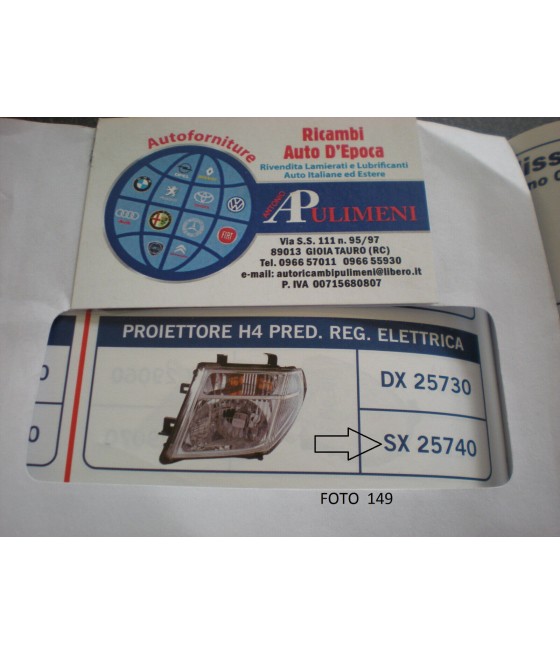 Autoforniture
Ricambi
Auto D'Epoca
Rivendita Lamierati e Lubrificanti
Auto Italiane ed Estere
ANTONIO
PULIMENI
Via S.S. 111 n. 95/97
89013 GIOIA TAURO (RC)
Tel. 0966 57011 0966 55930
e-mail: autoricambipulimeni@libero.it
P. IVA 00715680807
PROIETTORE H4 PRED. REG. ELETTRICA
DX 25730
SX 25740
FOTO 149